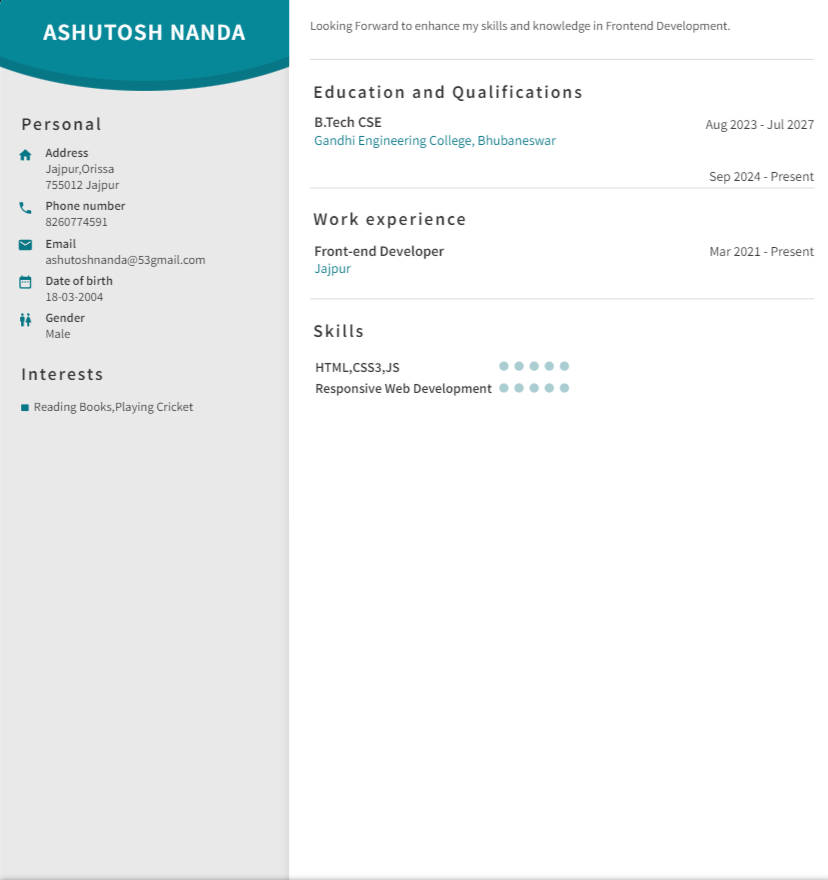 ASHUTOSH NANDA
Personal
Address
Jajpur,Orissa
755012 Jajpur
Phone number
8260774591
Email
ashutoshnanda@53gmail.com
Date of birth
18-03-2004
Gender
Male
Interests
Reading Books,Playing Cricket
Looking Forward to enhance my skills and knowledge in Frontend Development.
Education and Qualifications
B.Tech CSE Aug 2023 - Jul 2027
Gandhi Engineering College, Bhubaneswar
Sep 2024 - Present
Work experience
Front-end Developer Mar 2021 - Present
Jajpur
Skills
HTML,CSS3,JS
Responsive Web Development